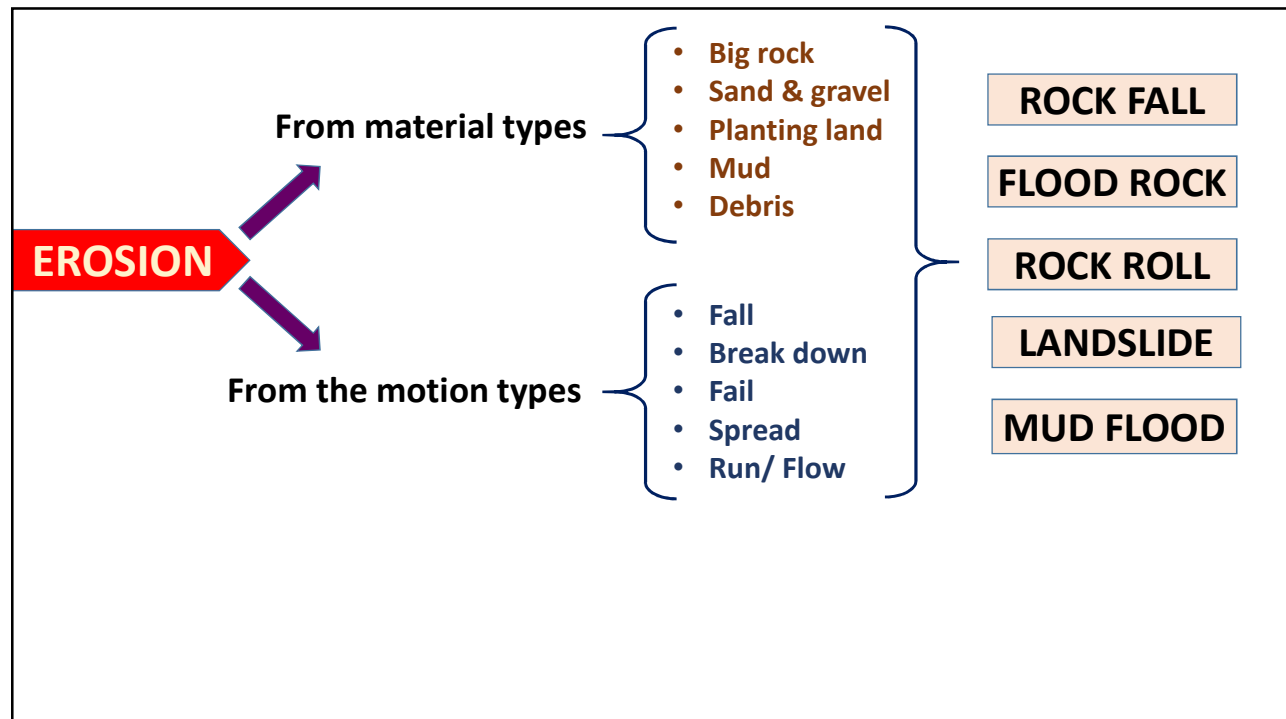 EROSION
From material types
• Big rock
• Sand & gravel
• Planting land
• Mud
• Debris
From the motion types
• Fall
• Break down
• Fail
• Spread
• Run/ Flow
ROCK FALL
FLOOD ROCK
ROCK ROLL
LANDSLIDE
MUD FLOOD